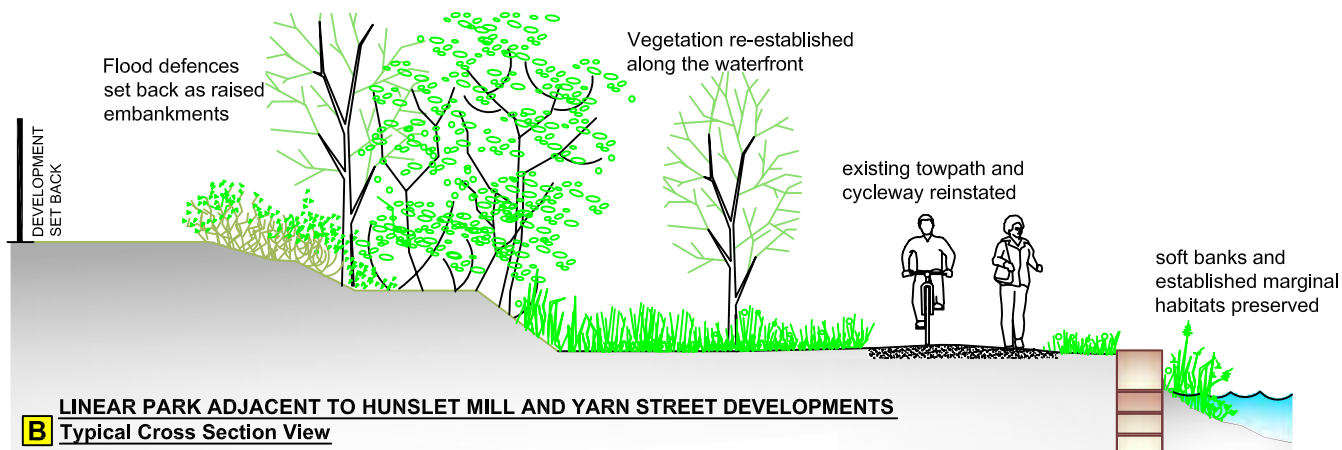 Flood defences
set back as raised
embankments
Vegetation re-established
along the waterfront
DEVELOPMENT
SET BACK
existing towpath and
cycleway reinstated
soft banks and
established marginal
habitats preserved
B
LINEAR PARK ADJACENT TO HUNSLET MILL AND YARN STREET DEVELOPMENTS
Typical Cross Section View